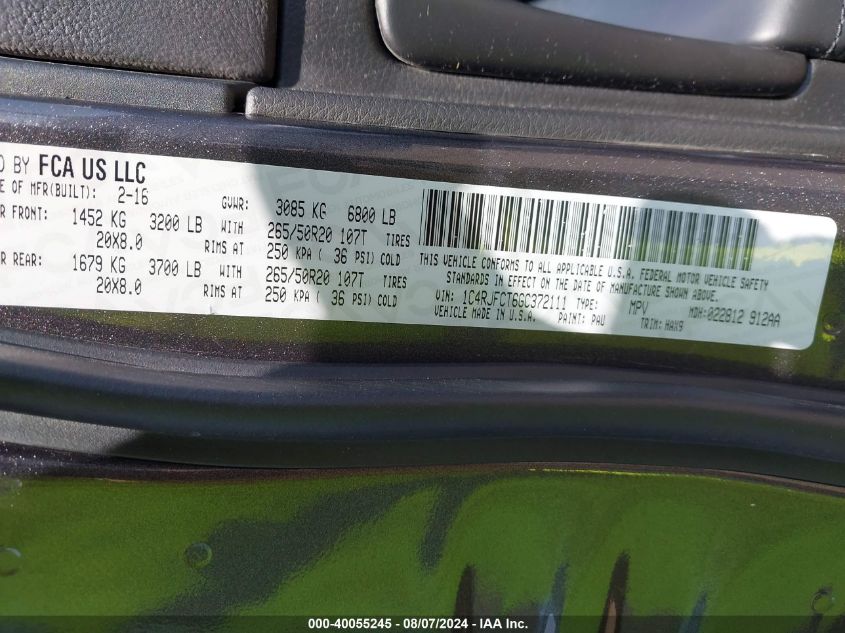 D BY FCA US LLC
E OF MFR(BUILT): 2-16 GVWR: 3085 KG 6800 LB
R FRONT: 1452 KG 3200 LB WITH 265/50R20 107T TIRES
20X8.0 RIMS AT 250 KPA ( 36 PSI) COLD
R REAR: 1679 KG 3700 LB WITH 265/50R20 107T TIRES
20X8.0 RIMS AT 250 KPA ( 36 PSI) COLD
THIS VEHICLE CONFORMS TO ALL APPLICABLE U.S.A. FEDERAL MOTOR VEHICLE SAFETY
STANDARDS IN EFFECT ON THE DATE OF MANUFACTURE SHOWN ABOVE.
VIN: 1C4RJFCT6GC372111 TYPE: MPV MDH: 022812 912AA
VEHICLE MADE IN U.S.A. PAINT: PAU TRIM: HAX9
000-40055245 - 08/07/2024 - IAA Inc.